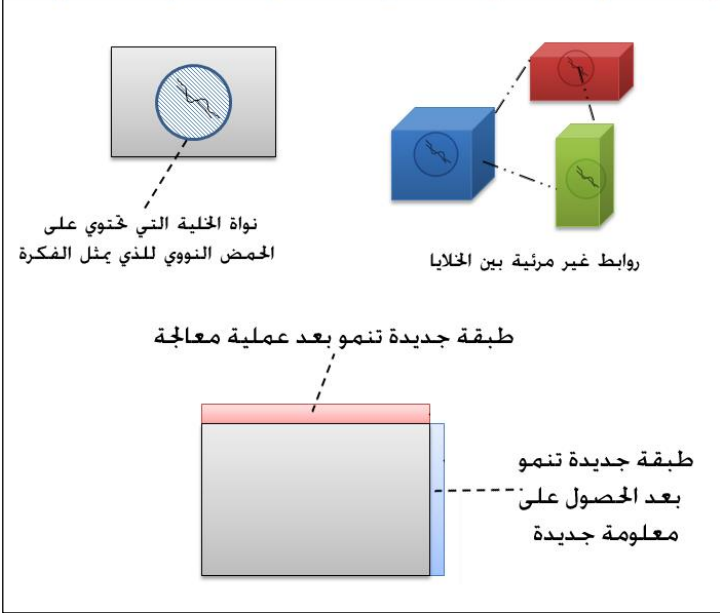 نواة الخلية التي تحتوي على
الحمض النووي للذي يمثل الفكرة
روابط غير مرئية بين الخلايا
طبقة جديدة تنمو بعد عملية معالجة
طبقة جديدة تنمو
بعد الحصول على
معلومة جديدة